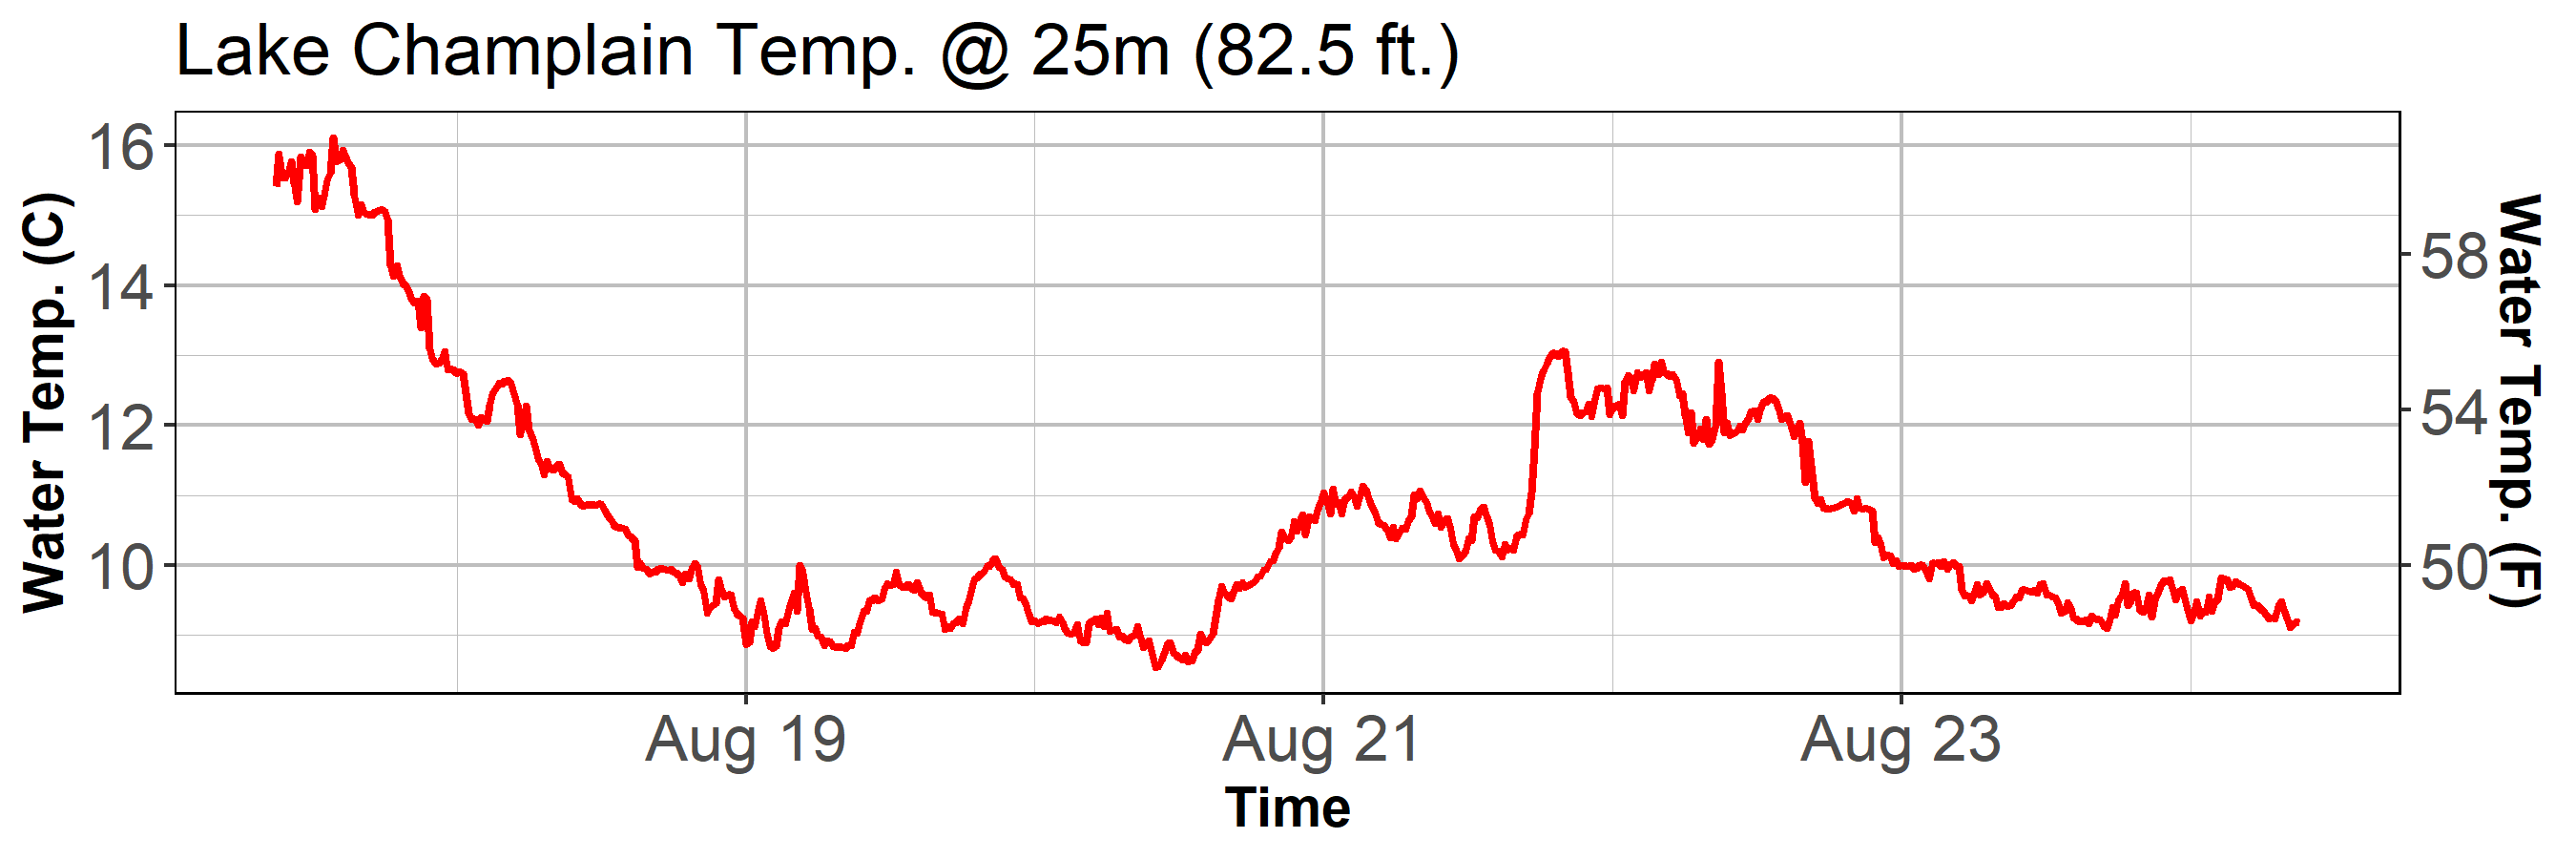 Lake Champlain Temp. @ 25m (82.5 ft.)
Water Temp. (C)
16
14
12
10
58
54
50
Water Temp. (F)
Aug 19
Aug 21
Aug 23
Time